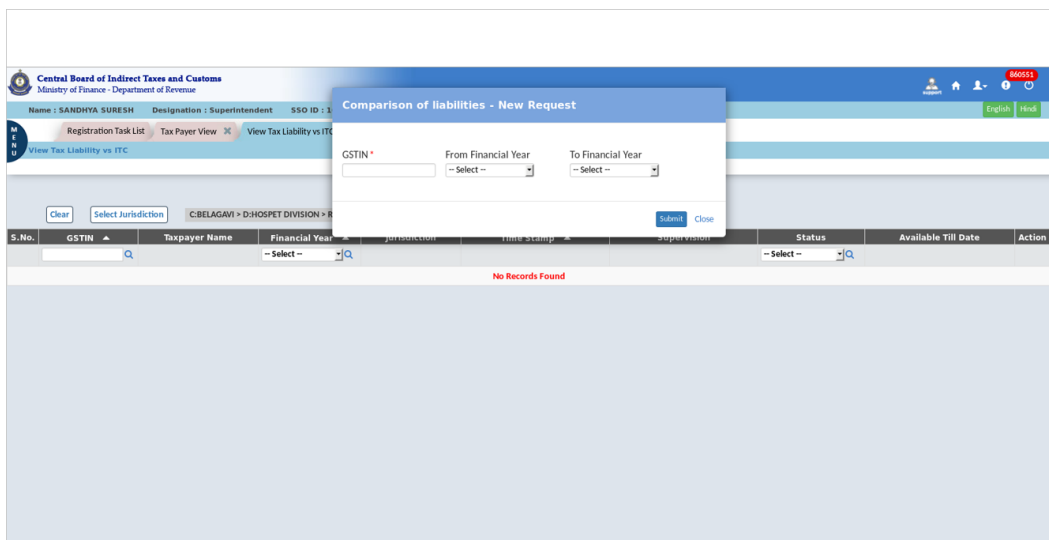 Central Board of Indirect Taxes and Customs
Ministry of Finance - Department of Revenue
860551
support
Name : SANDHYA SURESH Designation : Superintendent SSO ID : 1
English Hindi
MENU
Registration Task List Tax Payer View View Tax Liability vs ITC
View Tax Liability vs ITC
Comparison of liabilities - New Request
GSTIN * From Financial Year To Financial Year
-- Select -- -- Select --
Submit Close
Clear Select Jurisdiction C:BELAGAVI > D:HOSPET DIVISION > R
S.No. GSTIN Taxpayer Name Financial Year Jurisdiction Time Stamp Supervision Status Available Till Date Action
-- Select -- -- Select --
No Records Found